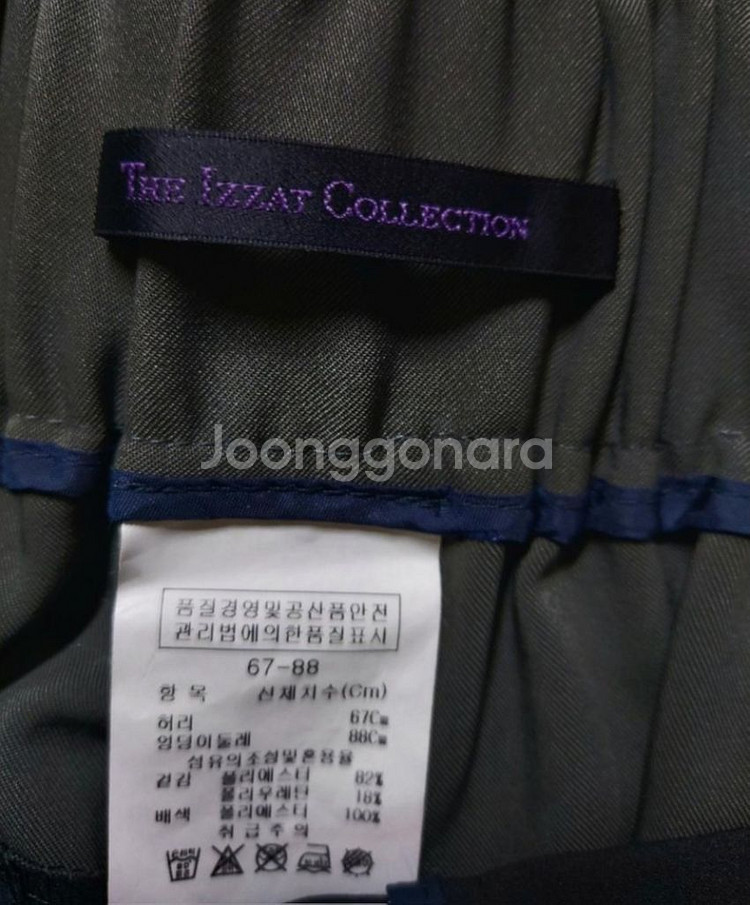 THE IZZAT COLLECTION
Joonggonara
품질경영및공산품안전
관리법에의한품질표시
67-88
항 목 신체치수(Cm)
허리 67Cm
엉덩이둘레 88Cm
섬유의조성및혼용율
겉감 폴리에스터 82%
폴리우레탄 18%
배색 폴리에스터 100%
취급주의